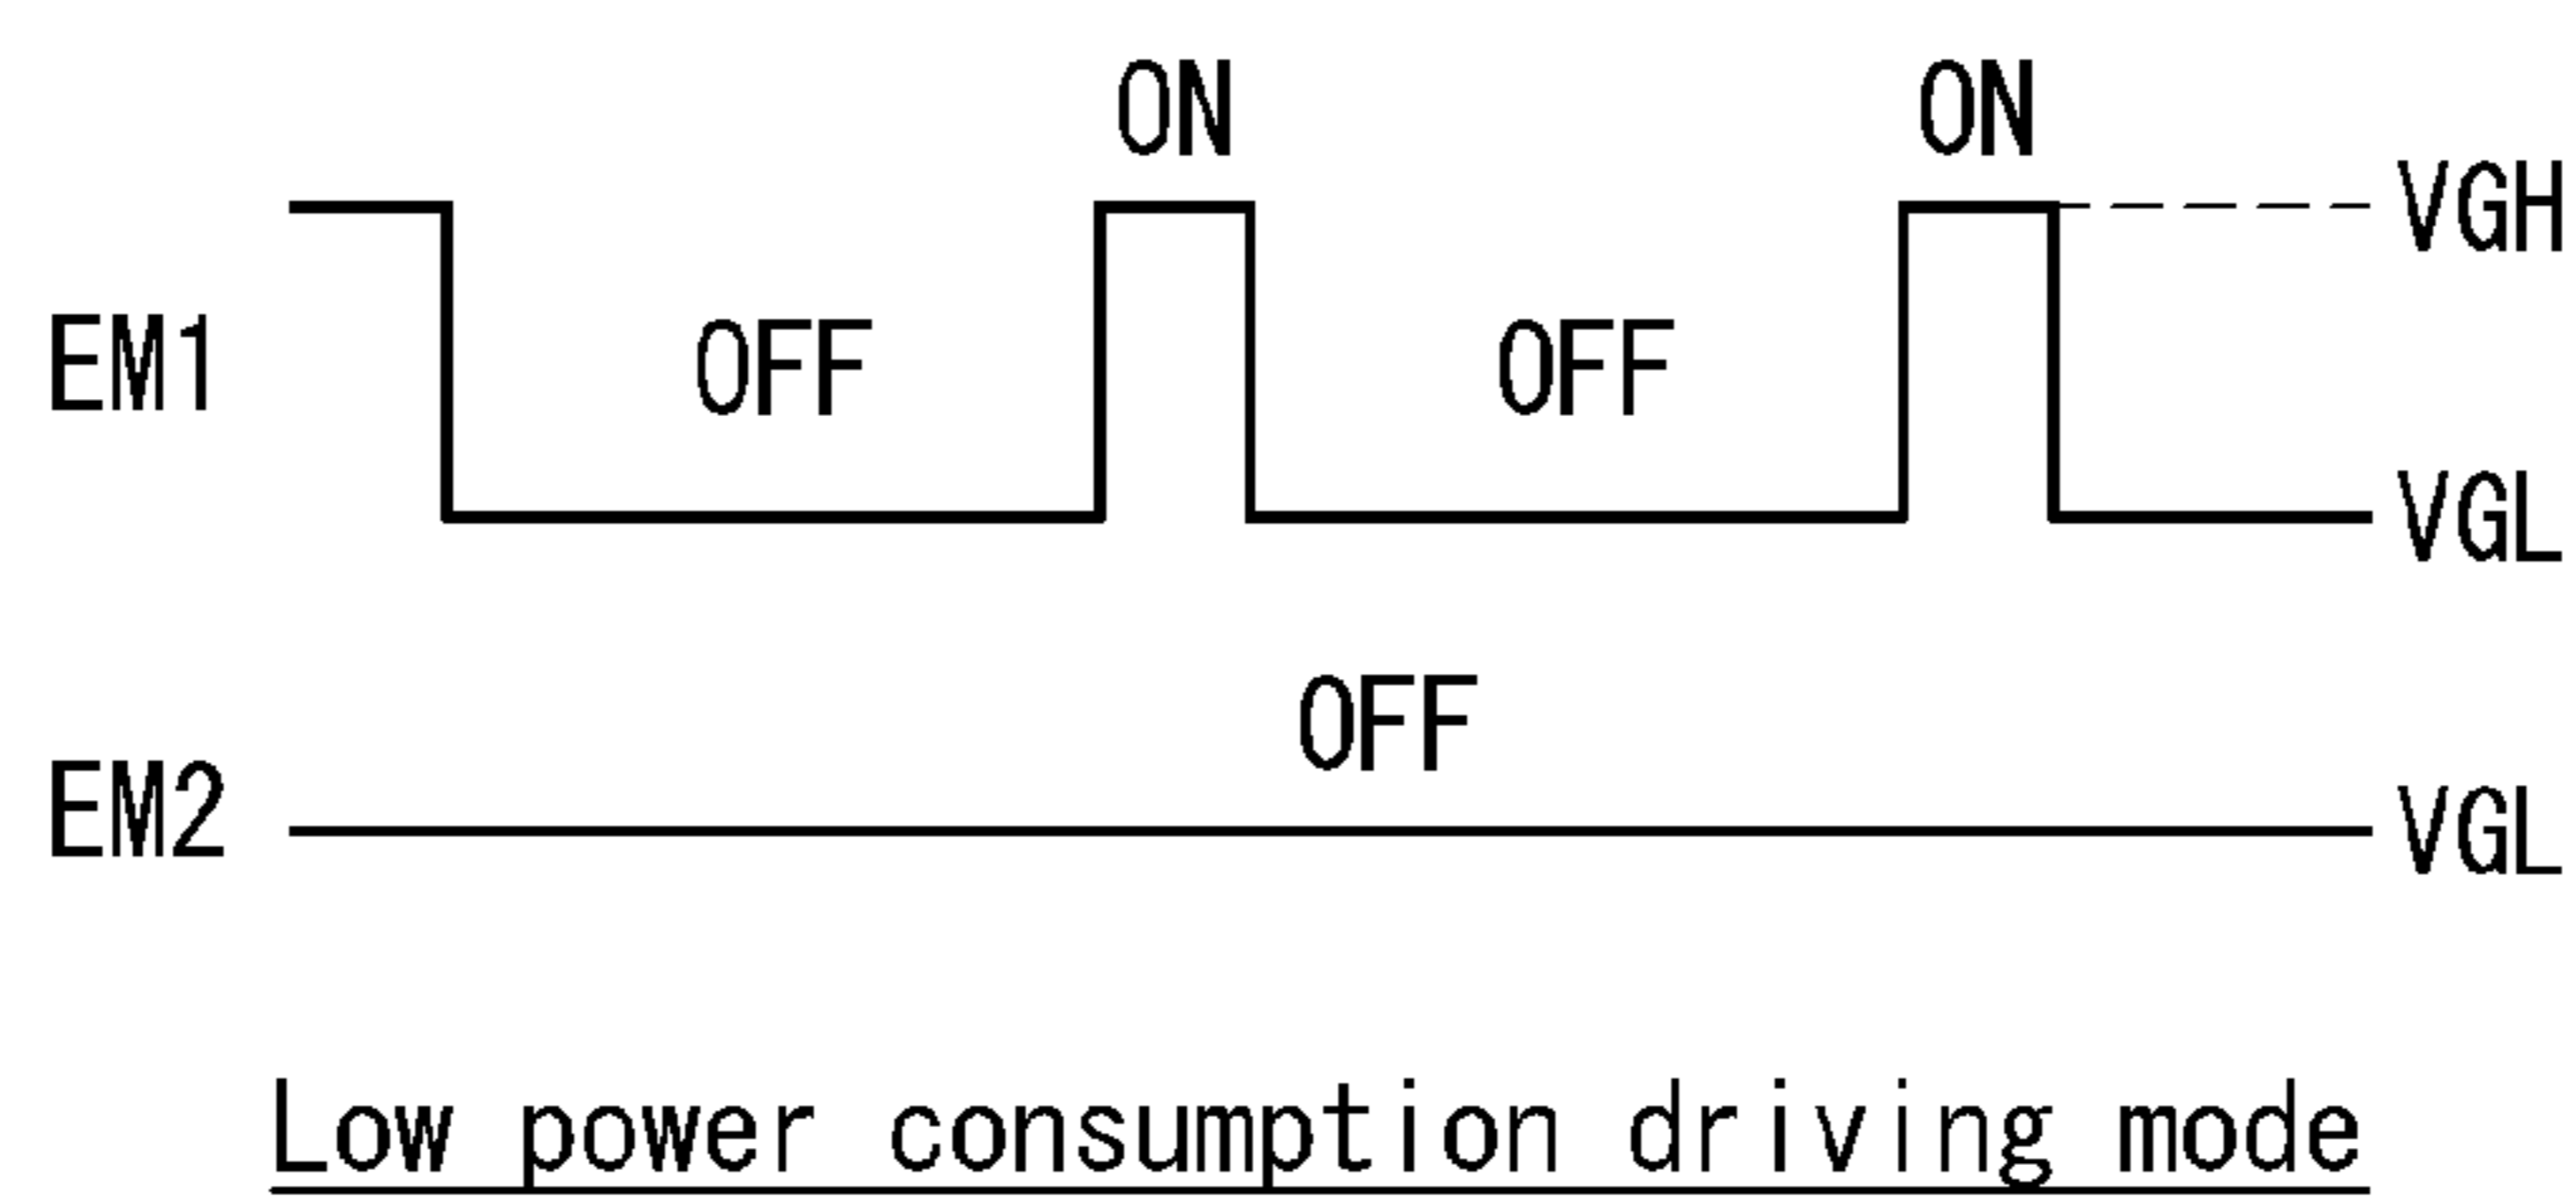 ON ON
VGH
EM1 OFF OFF
VGL
OFF
EM2 VGL
Low power consumption driving mode